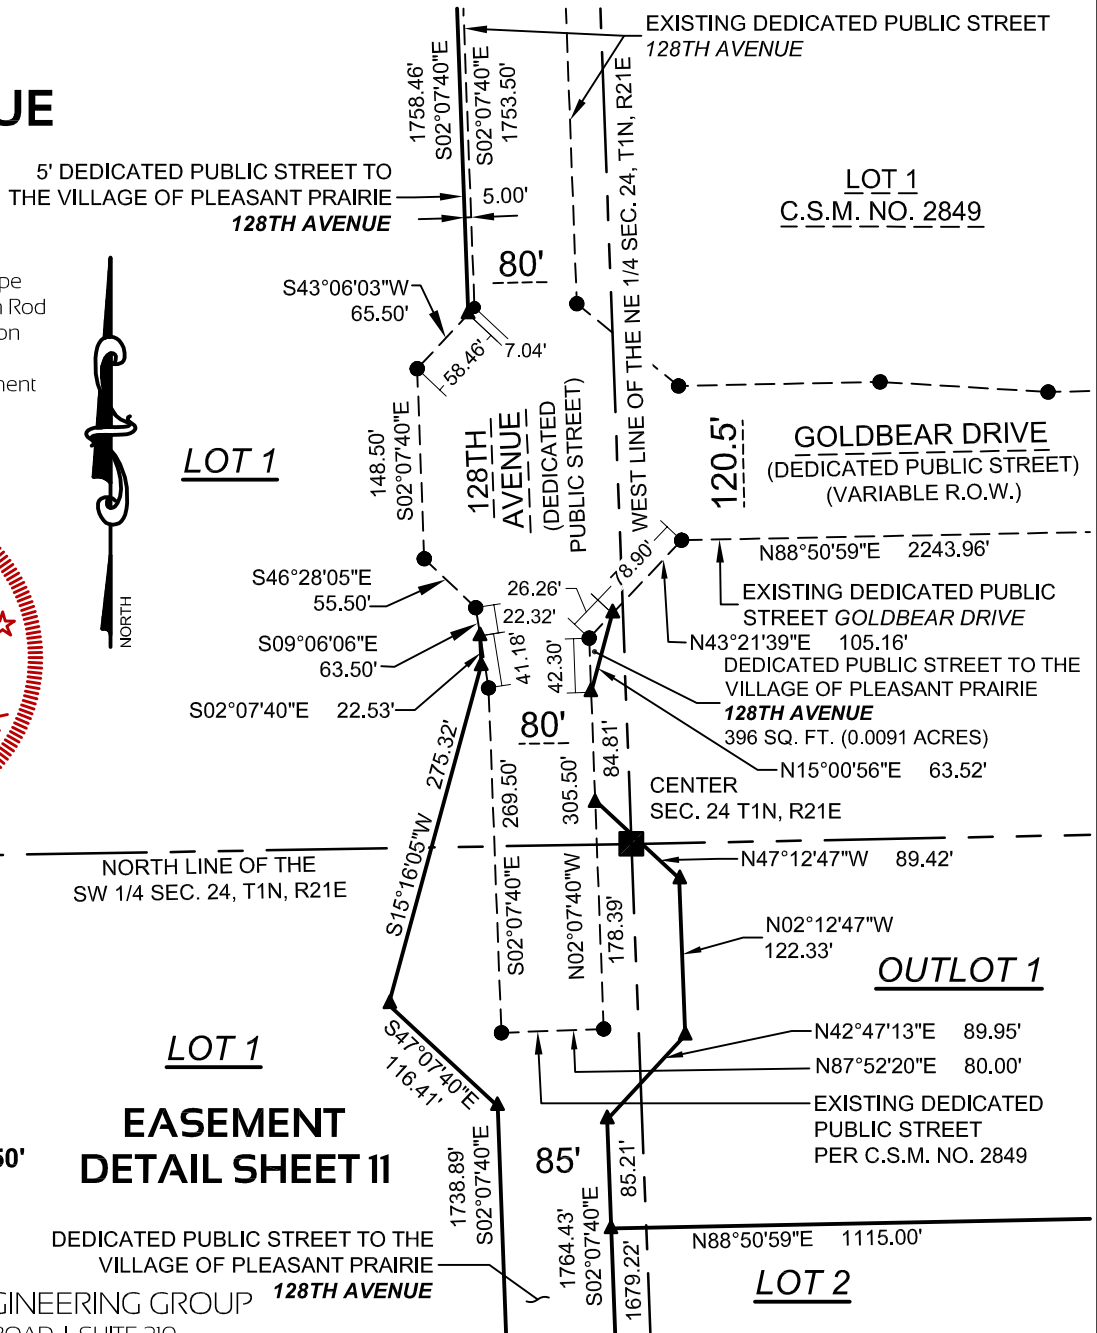 UE
EXISTING DEDICATED PUBLIC STREET
128TH AVENUE
1758.46'
S02°07'40"E
S02°07'40"E
1753.50'
5' DEDICATED PUBLIC STREET TO
THE VILLAGE OF PLEASANT PRAIRIE
128TH AVENUE
5.00'
WEST LINE OF THE NE 1/4 SEC. 24, T1N, R21E
LOT 1
C.S.M. NO. 2849
80'
pe
n Rod
on
nent
S43°06'03"W
65.50'
58.46'
7.04'
NORTH
LOT 1
148.50'
S02°07'40"E
128TH
AVENUE
(DEDICATED
PUBLIC STREET)
120.5'
GOLDBEAR DRIVE
(DEDICATED PUBLIC STREET)
(VARIABLE R.O.W.)
N88°50'59"E 2243.96'
78.90'
S46°28'05"E
55.50'
26.26'
22.32'
EXISTING DEDICATED PUBLIC
STREET GOLDBEAR DRIVE
N43°21'39"E 105.16'
S09°06'06"E
63.50'
41.18'
42.30'
DEDICATED PUBLIC STREET TO THE
VILLAGE OF PLEASANT PRAIRIE
128TH AVENUE
396 SQ. FT. (0.0091 ACRES)
S02°07'40"E 22.53'
80'
N15°00'56"E 63.52'
84.81'
CENTER
SEC. 24 T1N, R21E
S15°16'05"W 275.32'
269.50'
S02°07'40"E
305.50'
N02°07'40"W
178.39'
N47°12'47"W 89.42'
NORTH LINE OF THE
SW 1/4 SEC. 24, T1N, R21E
N02°12'47"W
122.33'
OUTLOT 1
S47°07'40"E
116.41'
N42°47'13"E 89.95'
N87°52'20"E 80.00'
LOT 1
EXISTING DEDICATED
PUBLIC STREET
PER C.S.M. NO. 2849
EASEMENT
DETAIL SHEET 11
50'
85'
1738.89'
S02°07'40"E
85.21'
1764.43'
S02°07'40"E
1679.22'
N88°50'59"E 1115.00'
DEDICATED PUBLIC STREET TO THE
VILLAGE OF PLEASANT PRAIRIE
128TH AVENUE
LOT 2
GINEERING GROUP
ROAD | SUITE 210